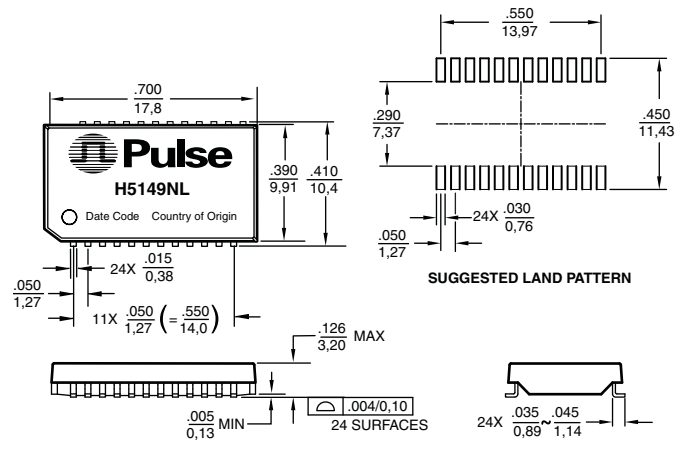 .700
17,8
Pulse
H5149NL
Date Code Country of Origin
.390
9,91
.410
10,4
24X .015
0,38
.050
1,27
11X .050 (= .550)
1,27 14,0
.550
13,97
.290
7,37
.450
11,43
24X .030
0,76
.050
1,27
SUGGESTED LAND PATTERN
.126 MAX
3,20
.005 MIN
0,13
.004/0,10
24 SURFACES
24X .035 ~ .045
0,89 1,14